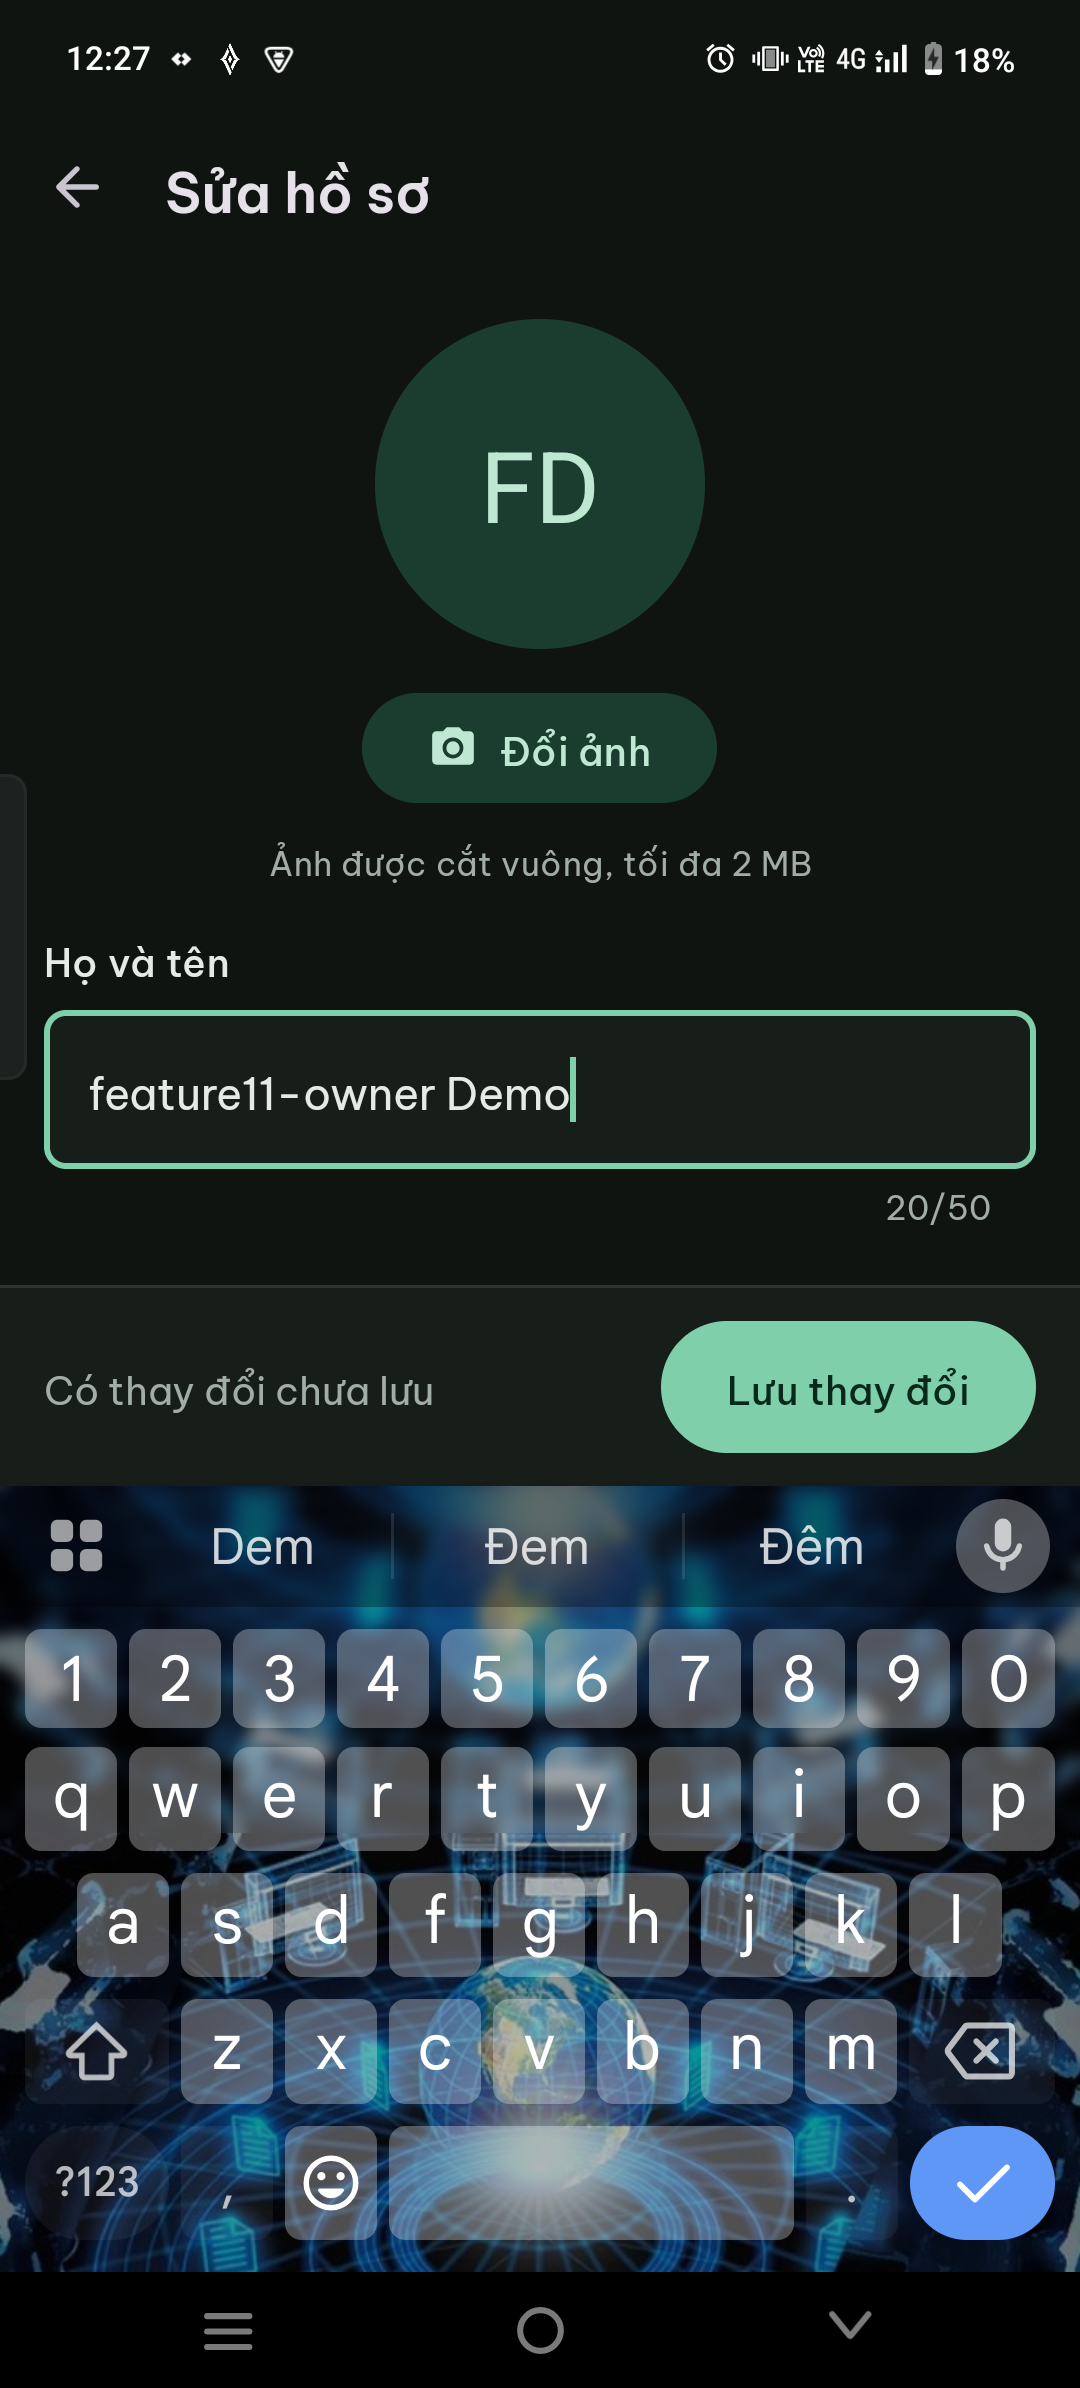 12:27 VoLTE 4G 18%
Sửa hồ sơ
FD
Đổi ảnh
Ảnh được cắt vuông, tối đa 2 MB
Họ và tên
feature11-owner Demo
20/50
Có thay đổi chưa lưu
Lưu thay đổi
Dem Đem Đêm
1 2 3 4 5 6 7 8 9 0
q w e r t y u i o p
a s d f g h j k l
z x c v b n m
?123 , .